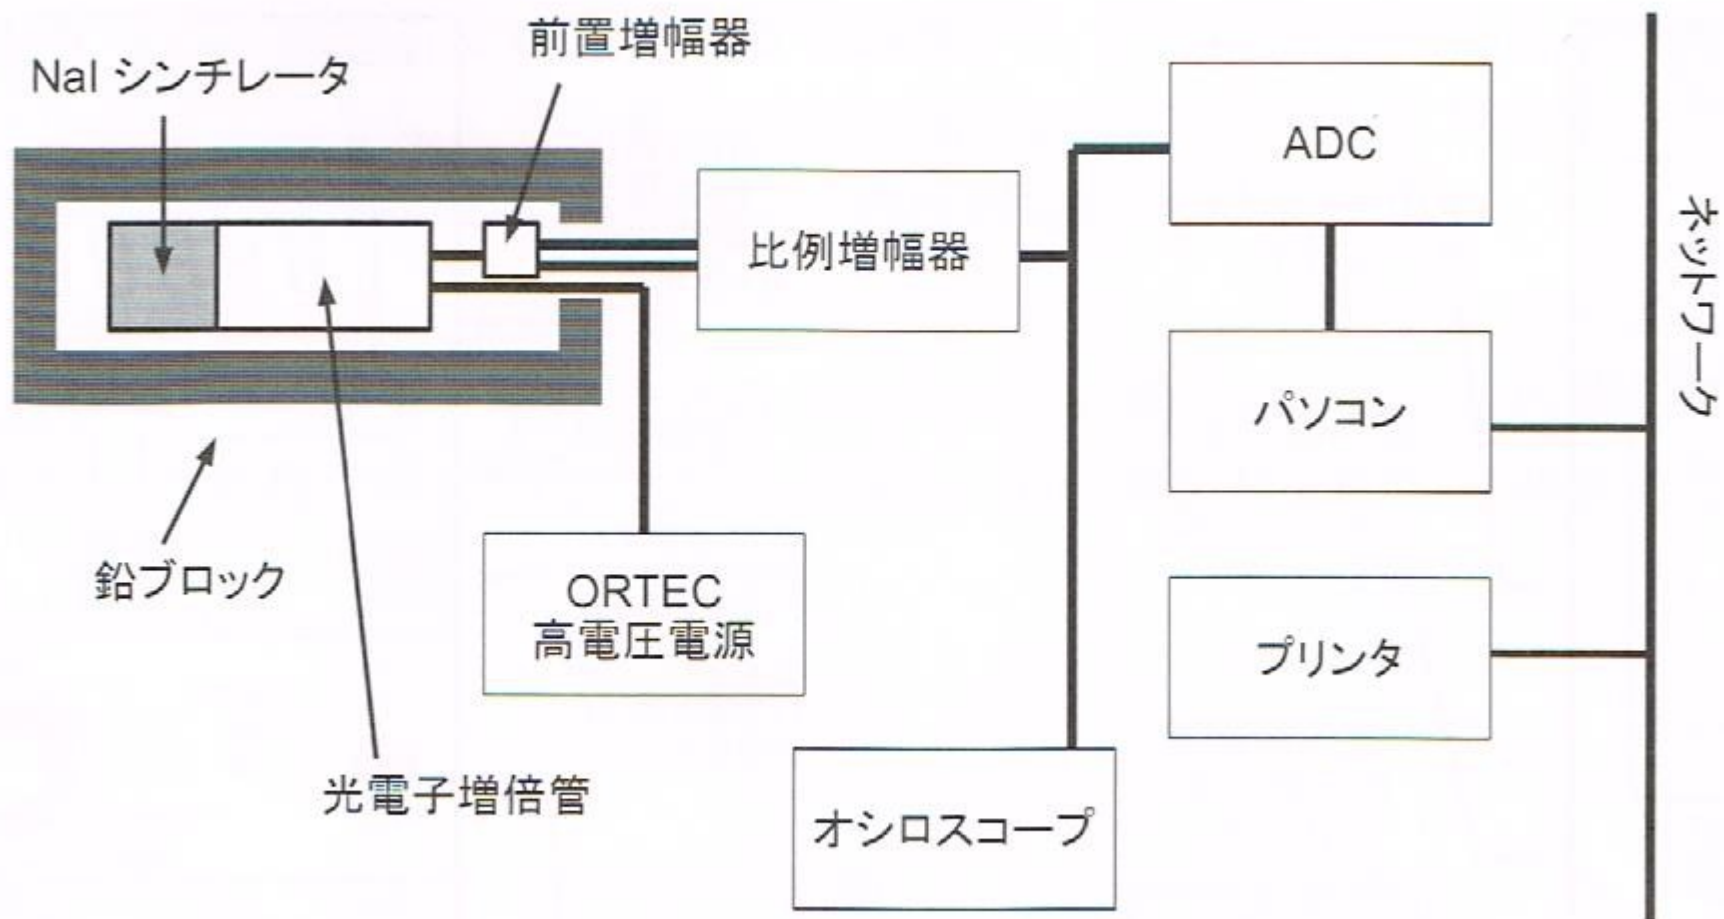 前置増幅器
NaI シンチレータ
ADC
比例増幅器
ネットワーク
パソコン
鉛ブロック
ORTEC
高電圧電源
プリンタ
光電子増倍管
オシロスコープ